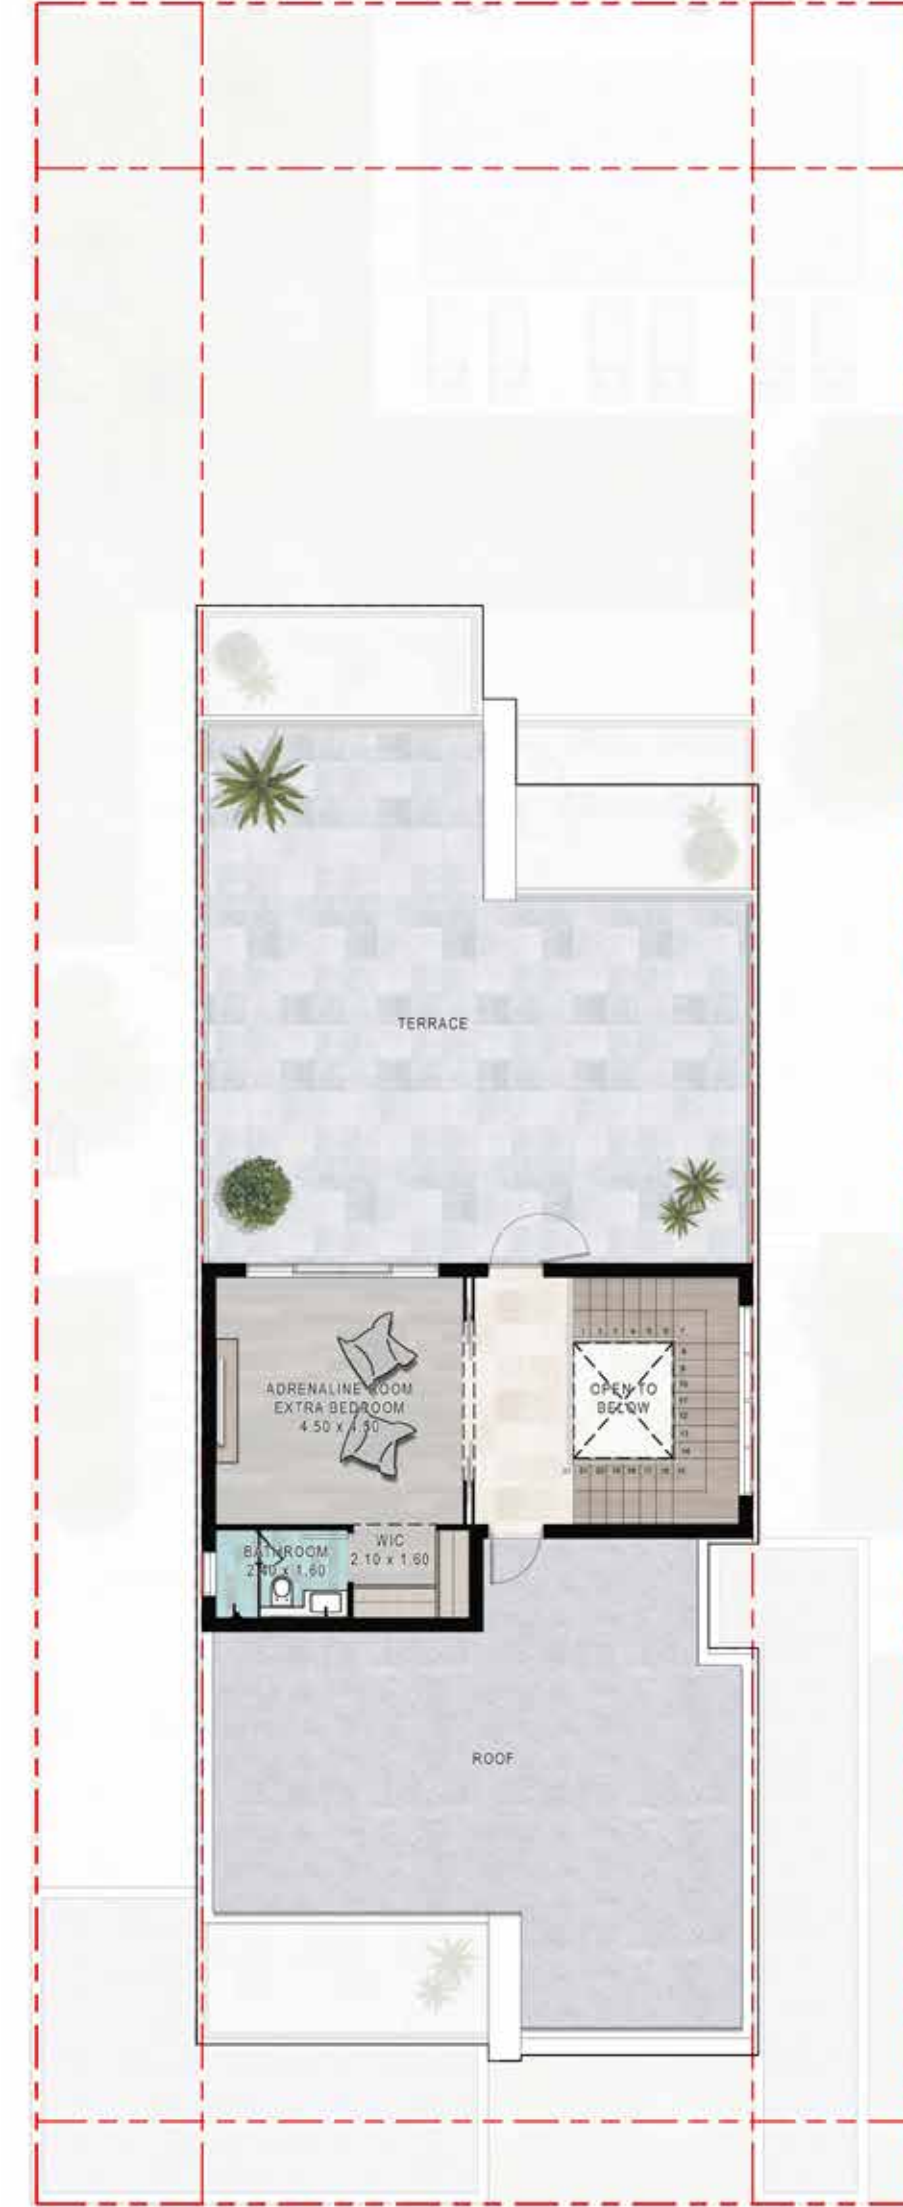 TERRACE
ADRENALINE ROOM
EXTRA BEDROOM
4.50 x 4.50
OPEN TO
BELOW
BATHROOM
2.40 x 1.60
WIC
2.10 x 1.60
ROOF